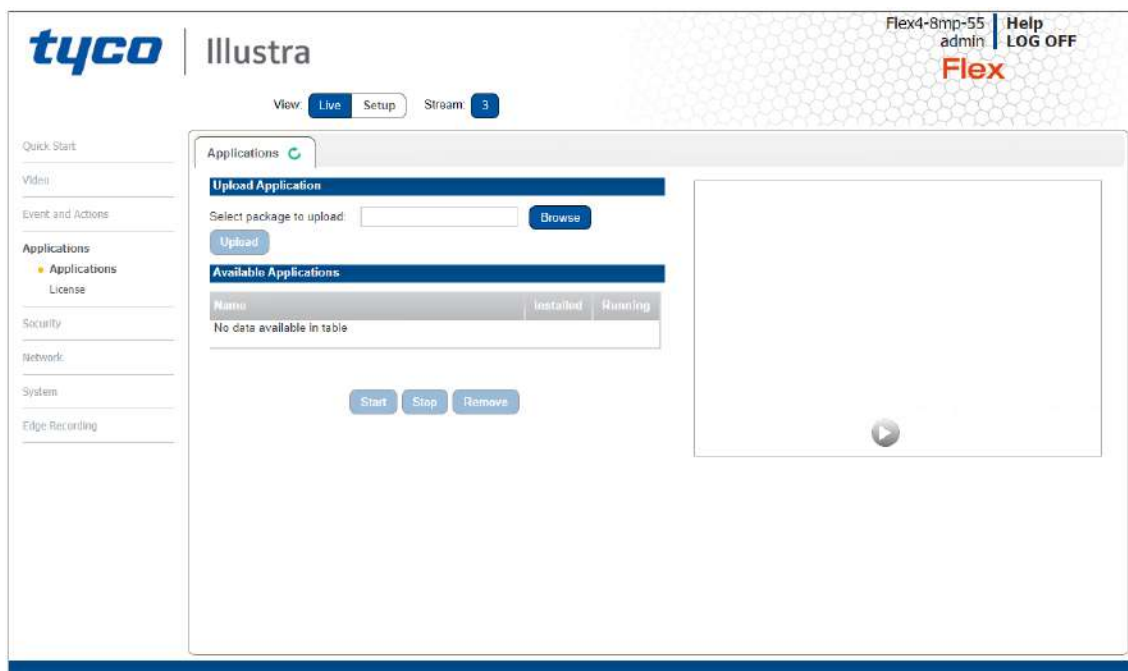 tyco
Illustra
Flex4-8mp-55
Help
admin
LOG OFF
Flex
View: Live Setup Stream: 3
Quick Start
Video
Event and Actions
Applications
Applications
License
Security
Network
System
Edge Recording
Applications
Upload Application
Select package to upload: Browse
Upload
Available Applications
Name Installed Running
No data available in table
Start Stop Remove